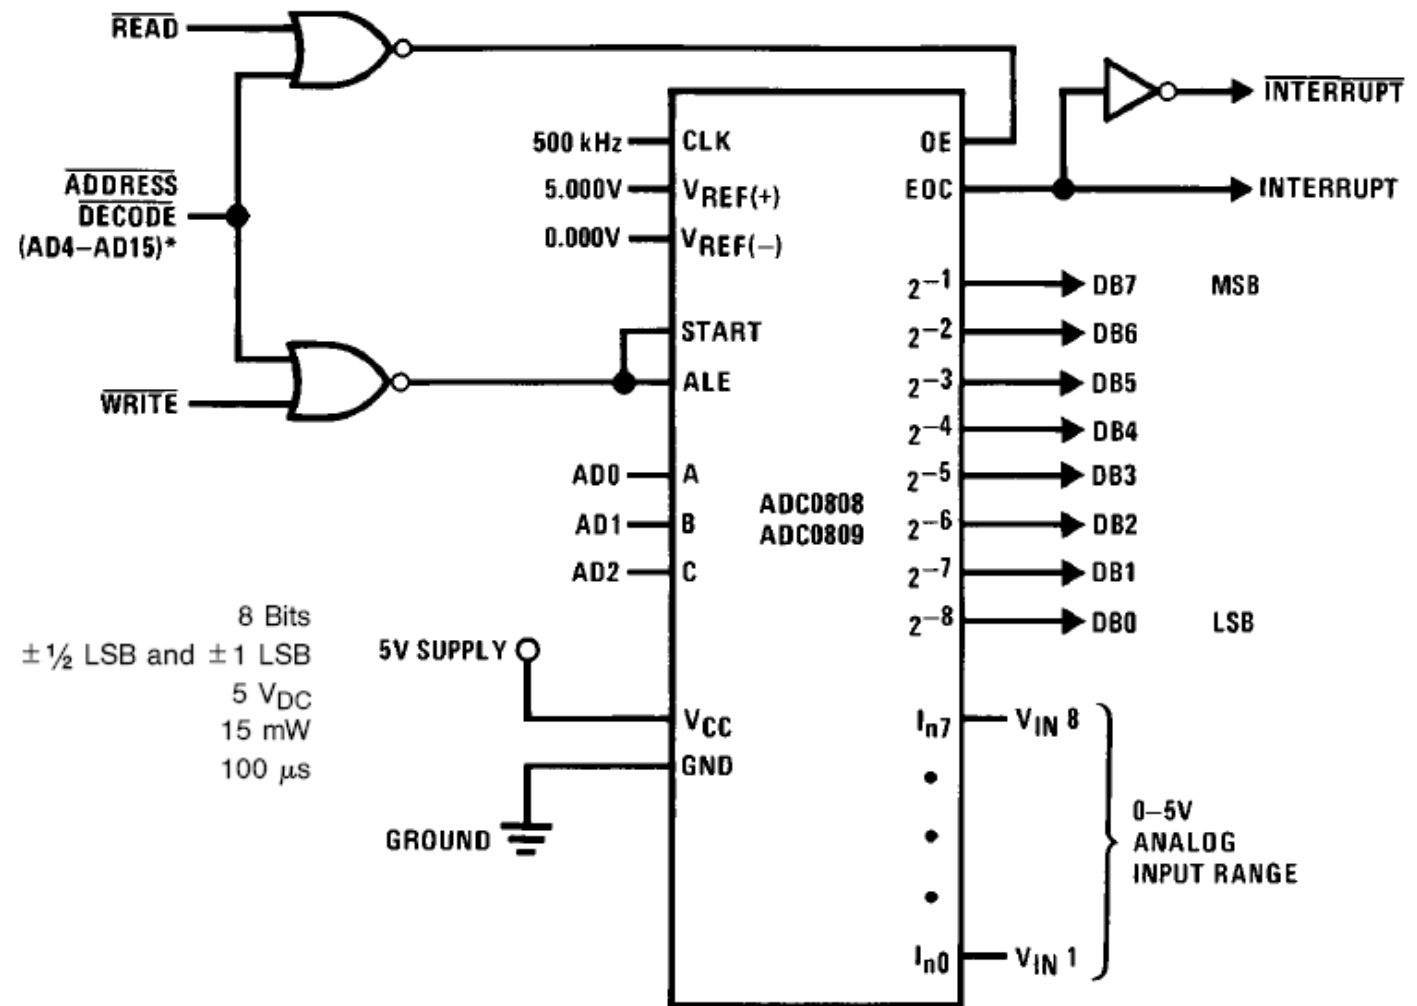 READ
ADDRESS
DECODE
(AD4–AD15)*
WRITE
500 kHz
5.000V
0.000V
AD0
AD1
AD2
5V SUPPLY
GROUND
8 Bits
±½ LSB and ±1 LSB
5 VDC
15 mW
100 μs
CLK
VREF(+)
VREF(−)
START
ALE
A
B
C
VCC
GND
ADC0808
ADC0809
OE
EOC
2−1
2−2
2−3
2−4
2−5
2−6
2−7
2−8
In7
In0
INTERRUPT
INTERRUPT
DB7 MSB
DB6
DB5
DB4
DB3
DB2
DB1
DB0 LSB
VIN 8
0–5V
ANALOG
INPUT RANGE
VIN 1